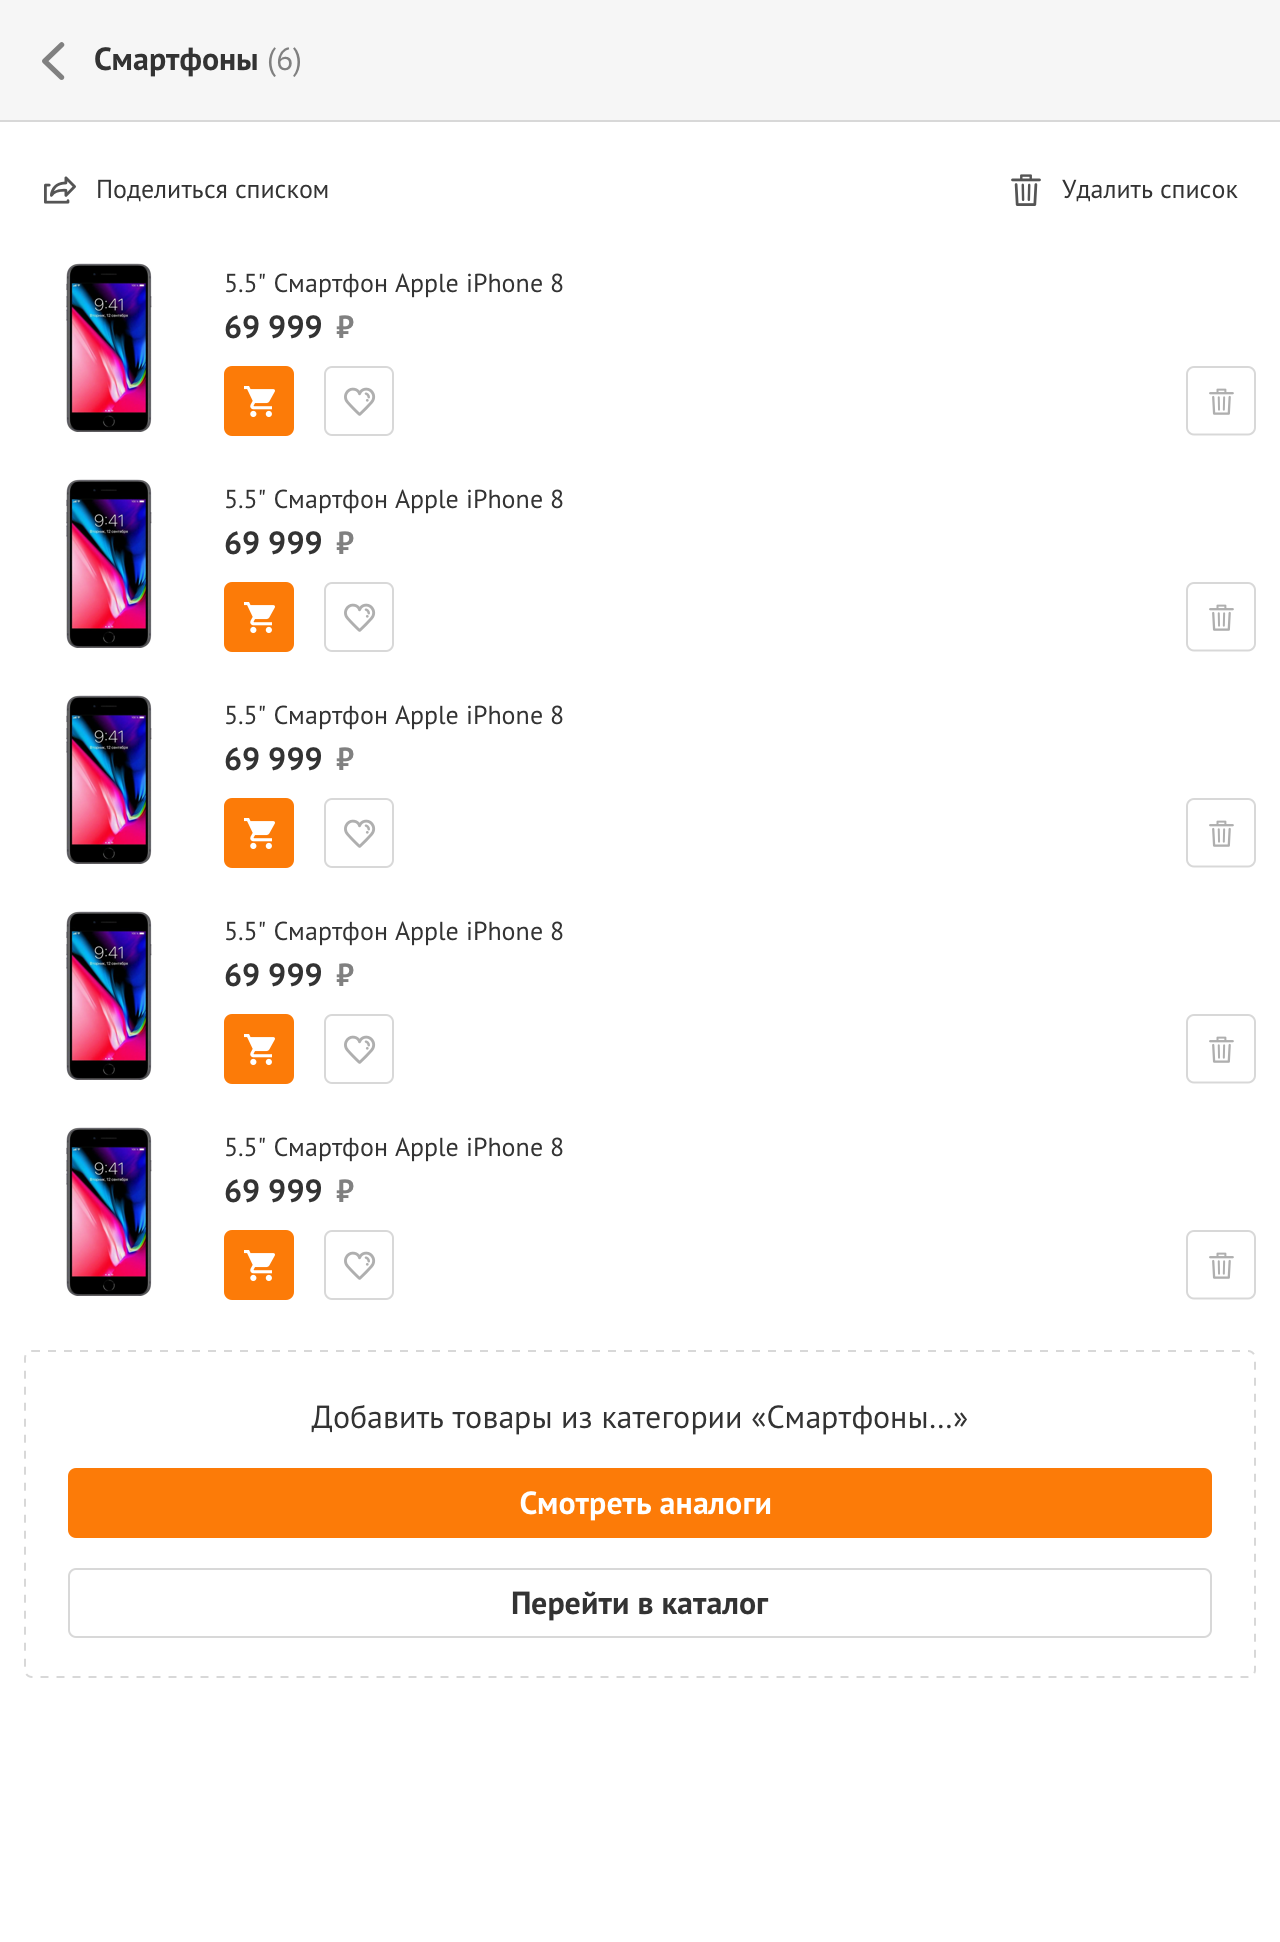 Смартфоны (6)
Поделиться списком
Удалить список
9:41
5.5" Смартфон Apple iPhone 8
69 999 ₽
9:41
5.5" Смартфон Apple iPhone 8
69 999 ₽
9:41
5.5" Смартфон Apple iPhone 8
69 999 ₽
9:41
5.5" Смартфон Apple iPhone 8
69 999 ₽
9:41
5.5" Смартфон Apple iPhone 8
69 999 ₽
Добавить товары из категории «Смартфоны...»
Смотреть аналоги
Перейти в каталог